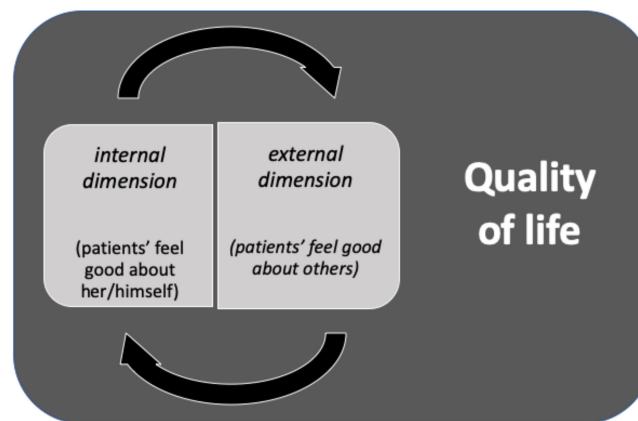 internal
dimension
(patients' feel
good about
her/himself)
external
dimension
(patients' feel good
about others)
Quality
of life